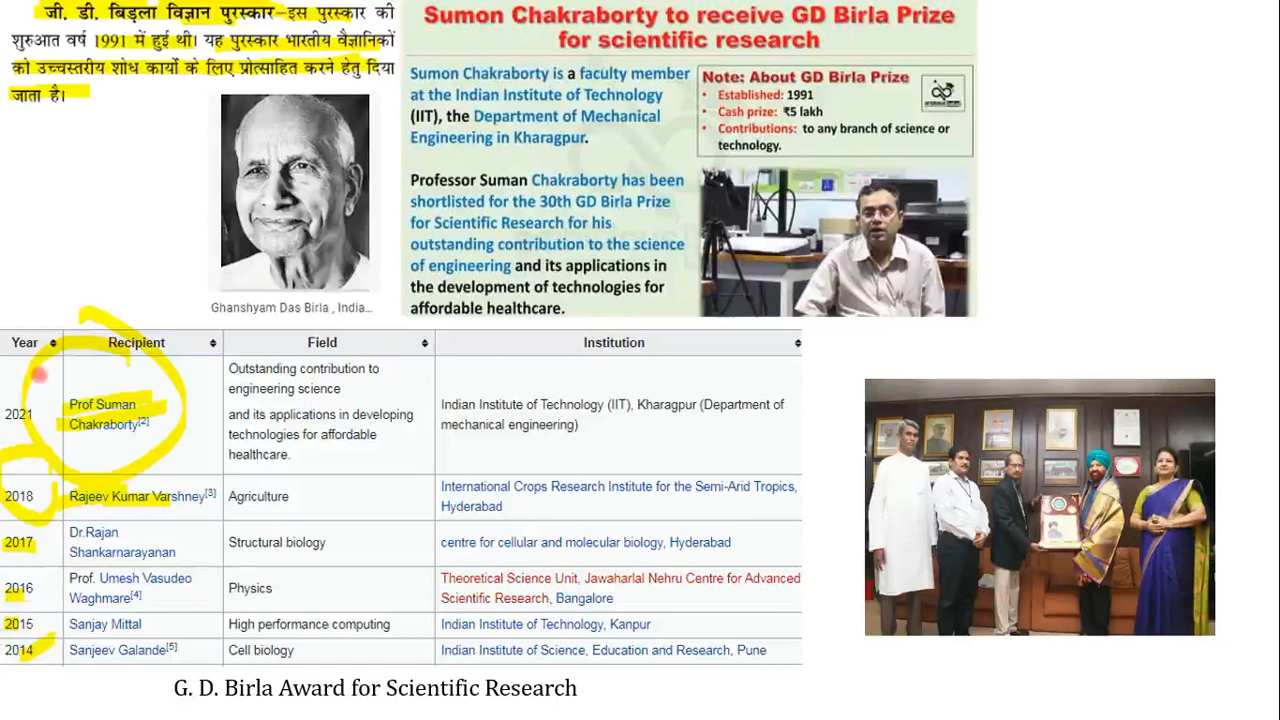 जी. डी. बिड़ला विज्ञान पुरस्कार–इस पुरस्कार की
शुरुआत वर्ष 1991 में हुई थी। यह पुरस्कार भारतीय वैज्ञानिकों
को उच्चस्तरीय शोध कार्यो के लिए प्रोत्साहित करने हेतु दिया
जाता है।
Ghanshyam Das Birla , India...
Sumon Chakraborty to receive GD Birla Prize
for scientific research
Sumon Chakraborty is a faculty member
at the Indian Institute of Technology
(IIT), the Department of Mechanical
Engineering in Kharagpur.
Professor Suman Chakraborty has been
shortlisted for the 30th GD Birla Prize
for Scientific Research for his
outstanding contribution to the science
of engineering and its applications in
the development of technologies for
affordable healthcare.
Note: About GD Birla Prize
• Established: 1991
• Cash prize: ₹5 lakh
• Contributions: to any branch of science or
technology.
Year Recipient Field Institution
2021 Prof Suman Chakraborty[2] Outstanding contribution to engineering science and its applications in developing technologies for affordable healthcare. Indian Institute of Technology (IIT), Kharagpur (Department of mechanical engineering)
2018 Rajeev Kumar Varshney[3] Agriculture International Crops Research Institute for the Semi-Arid Tropics, Hyderabad
2017 Dr.Rajan Shankarnarayanan Structural biology centre for cellular and molecular biology, Hyderabad
2016 Prof. Umesh Vasudeo Waghmare[4] Physics Theoretical Science Unit, Jawaharlal Nehru Centre for Advanced Scientific Research, Bangalore
2015 Sanjay Mittal High performance computing Indian Institute of Technology, Kanpur
2014 Sanjeev Galande[5] Cell biology Indian Institute of Science, Education and Research, Pune
G. D. Birla Award for Scientific Research